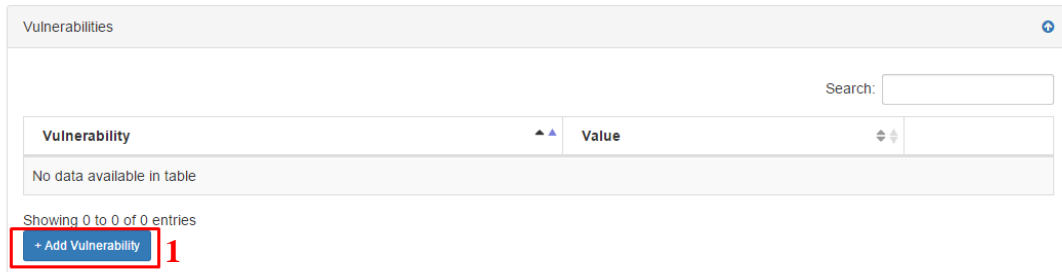 Vulnerabilities
Search:
Vulnerability Value
No data available in table
Showing 0 to 0 of 0 entries
+ Add Vulnerability 1